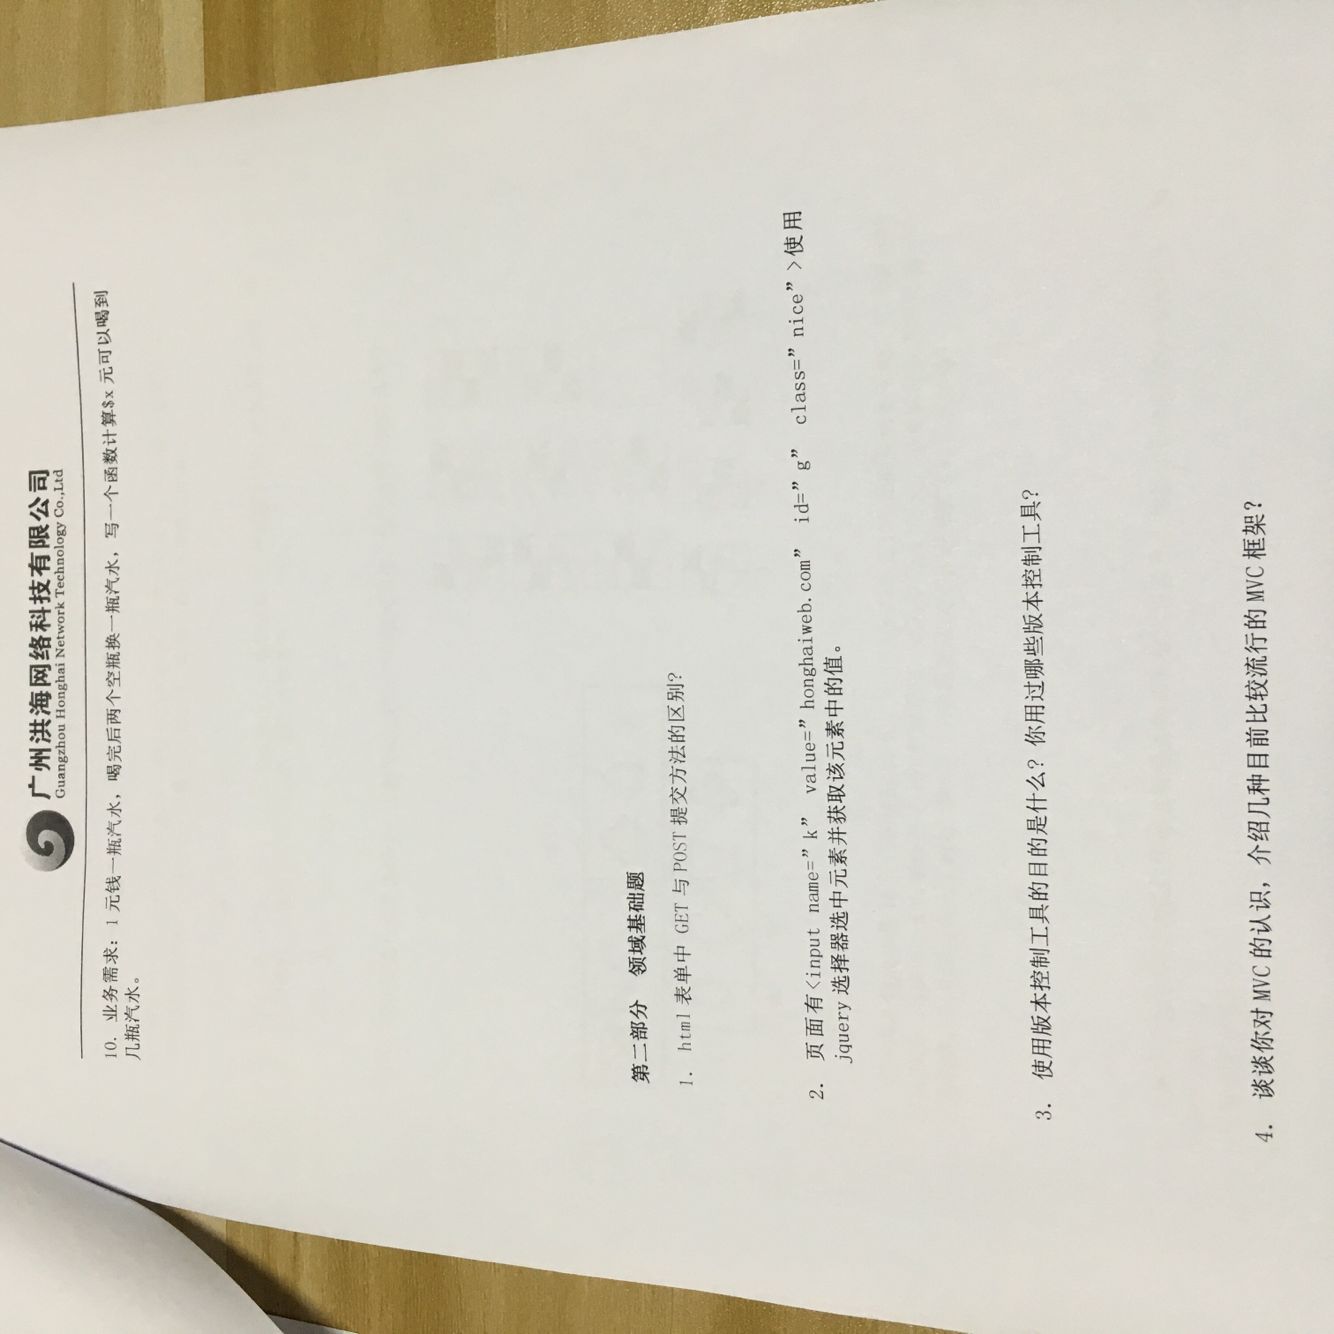 广州洪海网络科技有限公司
Guangzhou Honghai Network Technology Co.,Ltd
10. 业务需求：1 元钱一瓶汽水，喝完后两个空瓶换一瓶汽水，写一个函数计算$x 元可以喝到
几瓶汽水。
第二部分 领域基础题
1. html 表单中 GET 与 POST 提交方法的区别?
2. 页面有<input name=”k” value=”honghaiweb.com” id=”g” class=”nice” >使用
jquery 选择器选中元素并获取该元素中的值。
3. 使用版本控制工具的目的是什么? 你用过哪些版本控制工具?
4. 谈谈你对 MVC 的认识，介绍几种目前比较流行的 MVC 框架?